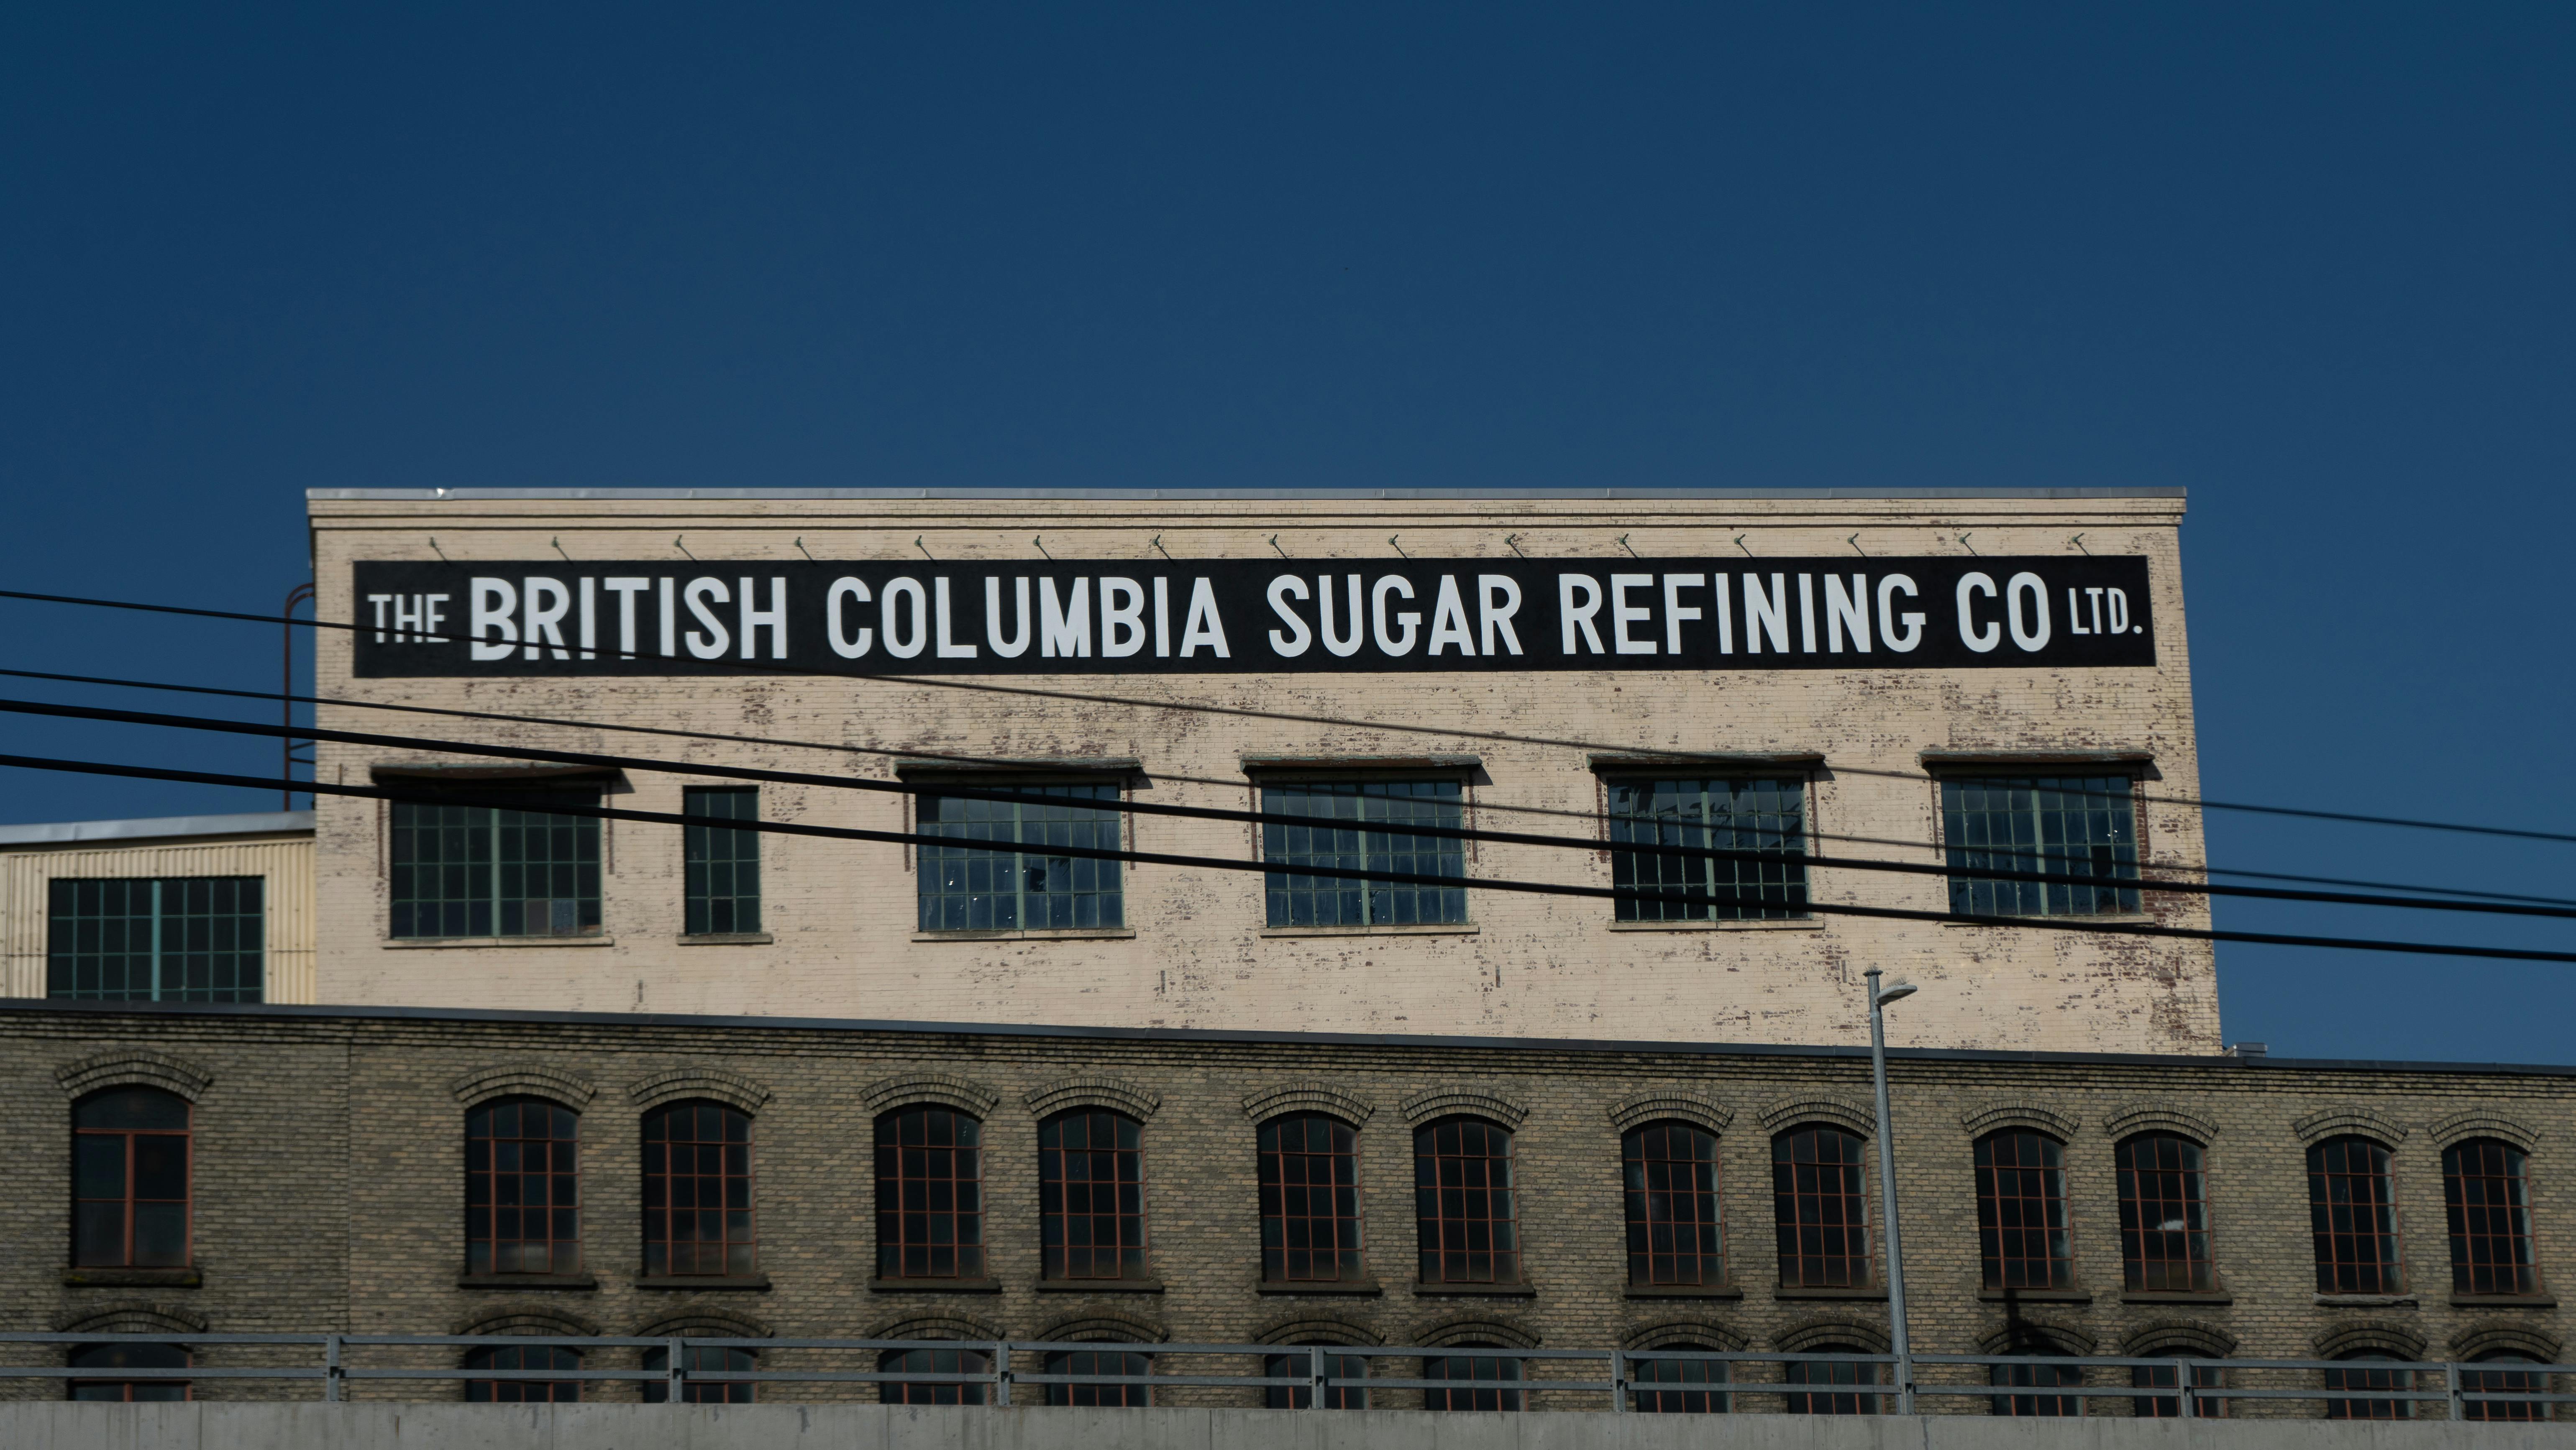 THE BRITISH COLUMBIA SUGAR REFINING CO LTD.